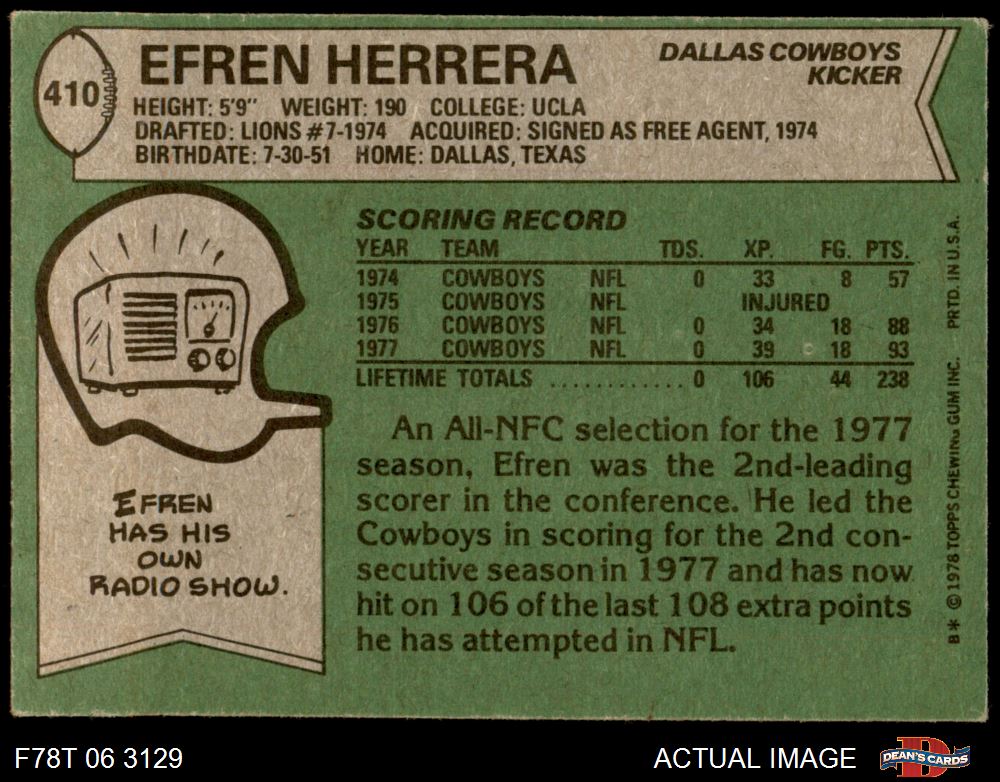 410
EFREN HERRERA
DALLAS COWBOYS
KICKER
HEIGHT: 5'9" WEIGHT: 190 COLLEGE: UCLA
DRAFTED: LIONS #7-1974 ACQUIRED: SIGNED AS FREE AGENT, 1974
BIRTHDATE: 7-30-51 HOME: DALLAS, TEXAS
SCORING RECORD
YEAR TEAM TDS. XP. FG. PTS.
1974 COWBOYS NFL 0 33 8 57
1975 COWBOYS NFL INJURED
1976 COWBOYS NFL 0 34 18 88
1977 COWBOYS NFL 0 39 18 93
LIFETIME TOTALS ............ 0 106 44 238
An All-NFC selection for the 1977
season, Efren was the 2nd-leading
scorer in the conference. He led the
Cowboys in scoring for the 2nd con-
secutive season in 1977 and has now
hit on 106 of the last 108 extra points
he has attempted in NFL.
EFREN
HAS HIS
OWN
RADIO SHOW.
B* © 1978 TOPPS CHEWING GUM INC. PRTD. IN U.S.A.
F78T 06 3129
ACTUAL IMAGE
D
DEAN'S CARDS